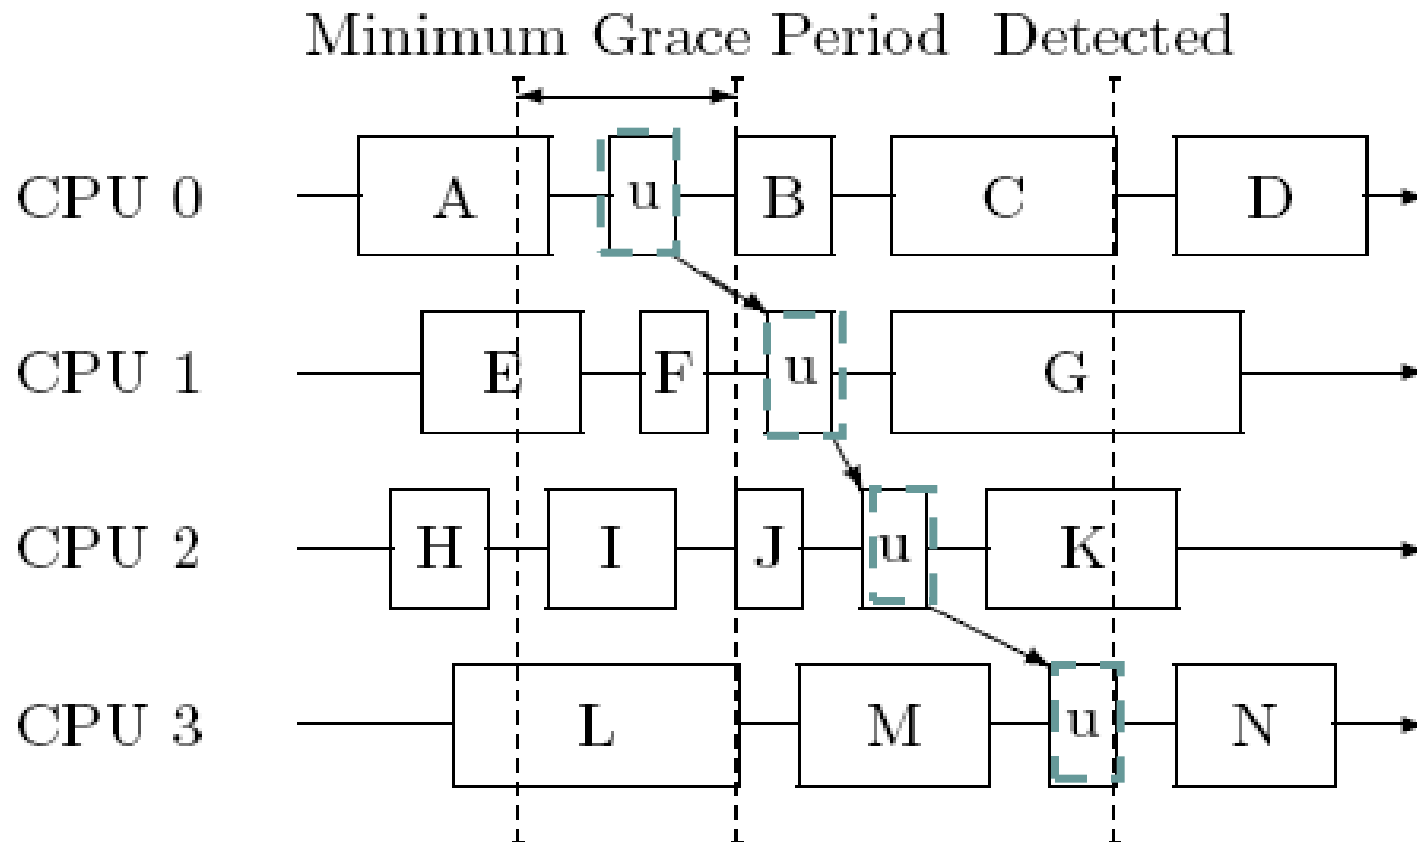 Minimum Grace Period Detected
CPU 0 A u B C D
CPU 1 E F u G
CPU 2 H I J u K
CPU 3 L M u N